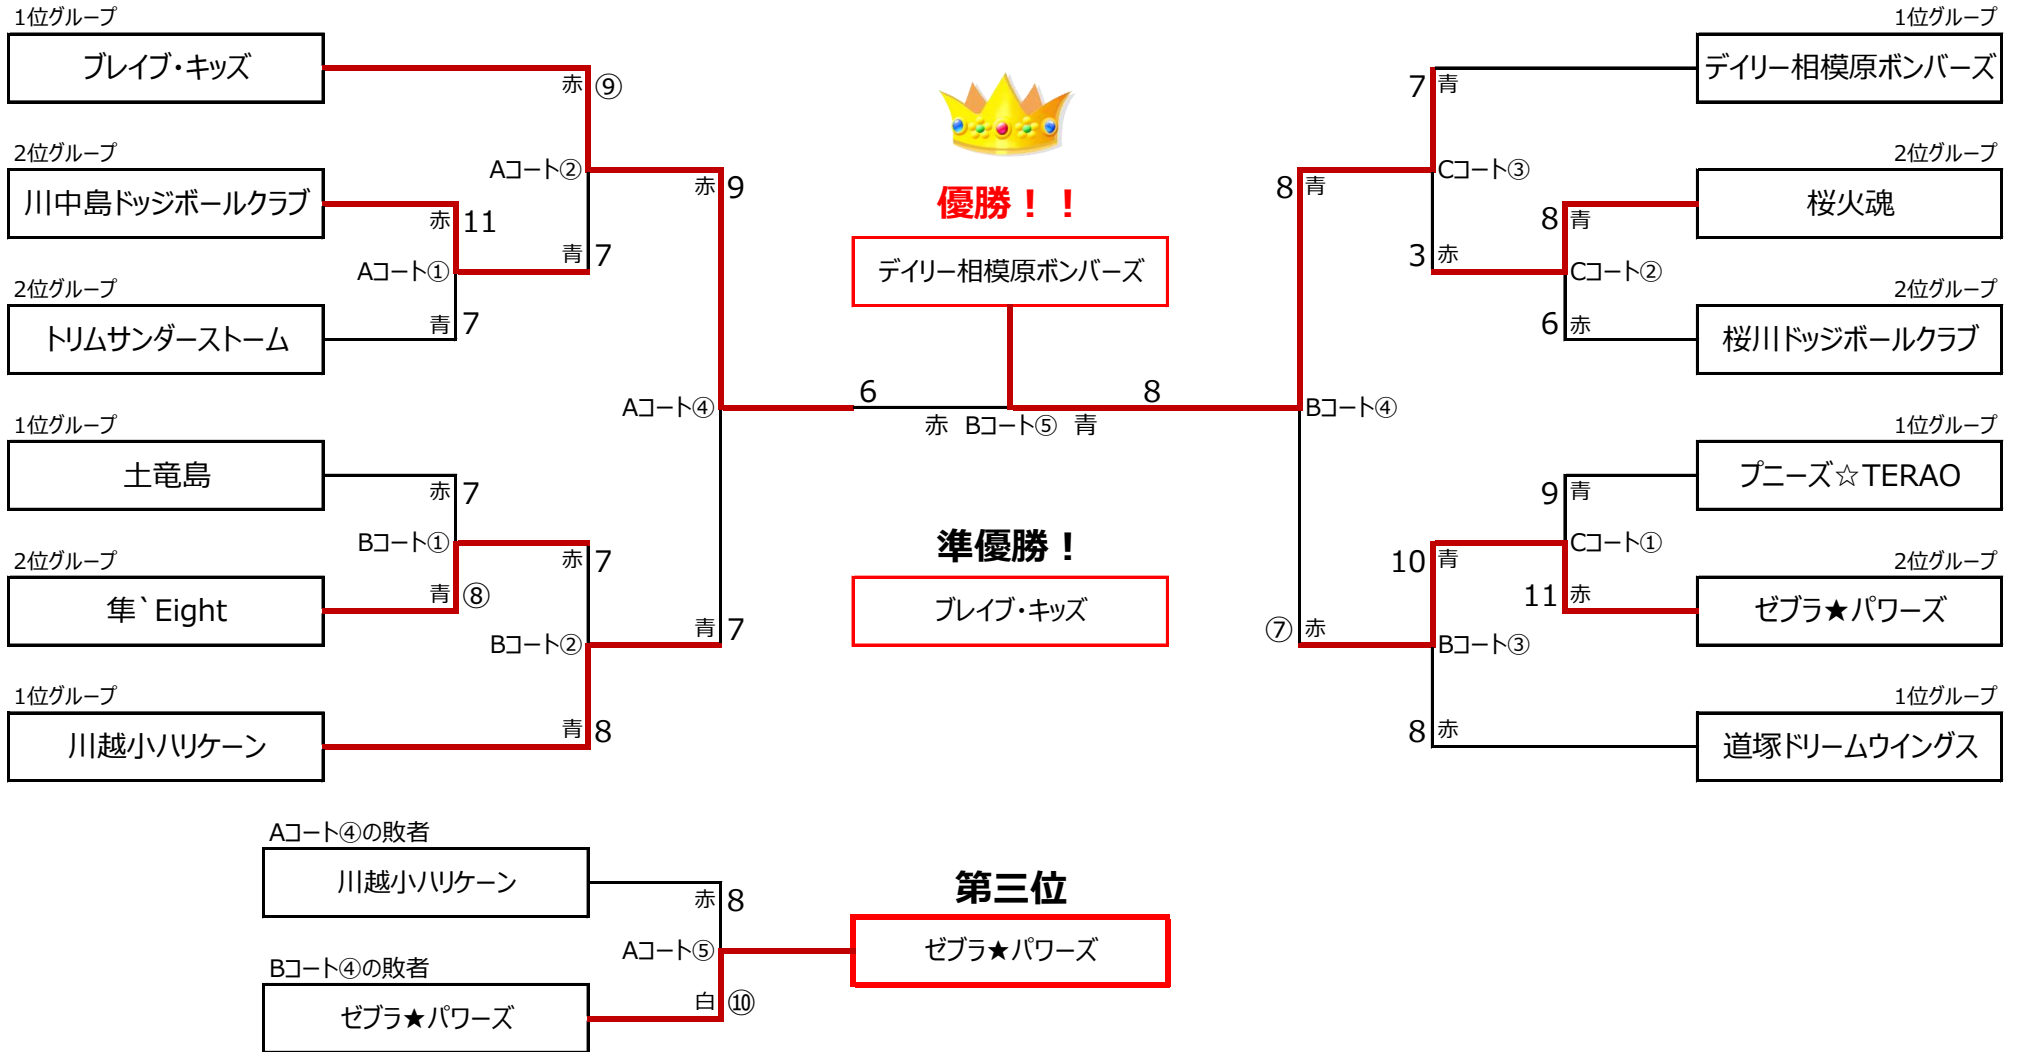 1位グループ
ブレイブ・キッズ
赤 ⑨
2位グループ
Aコート②
川中島ドッジボールクラブ
赤 11
赤 9
青 7
Aコート①
2位グループ
トリムサンダーストーム
青 7
Aコート④
1位グループ
土竜島
赤 7
Bコート①
赤 7
2位グループ
隼`Eight
青 ⑧
Bコート②
青 7
1位グループ
川越小ハリケーン
青 8
優勝！！
デイリー相模原ボンバーズ
6 8
赤 Bコート⑤ 青
準優勝！
ブレイブ・キッズ
1位グループ
デイリー相模原ボンバーズ
7 青
2位グループ
Cコート③
8 青
桜火魂
8 青
3 赤
Cコート②
2位グループ
桜川ドッジボールクラブ
6 赤
Bコート④
1位グループ
プニーズ☆TERAO
9 青
Cコート①
10 青
2位グループ
ゼブラ★パワーズ
11 赤
⑦ 赤
Bコート③
1位グループ
道塚ドリームウイングス
8 赤
Aコート④の敗者
川越小ハリケーン
赤 8
Aコート⑤
Bコート④の敗者
ゼブラ★パワーズ
白 ⑩
第三位
ゼブラ★パワーズ